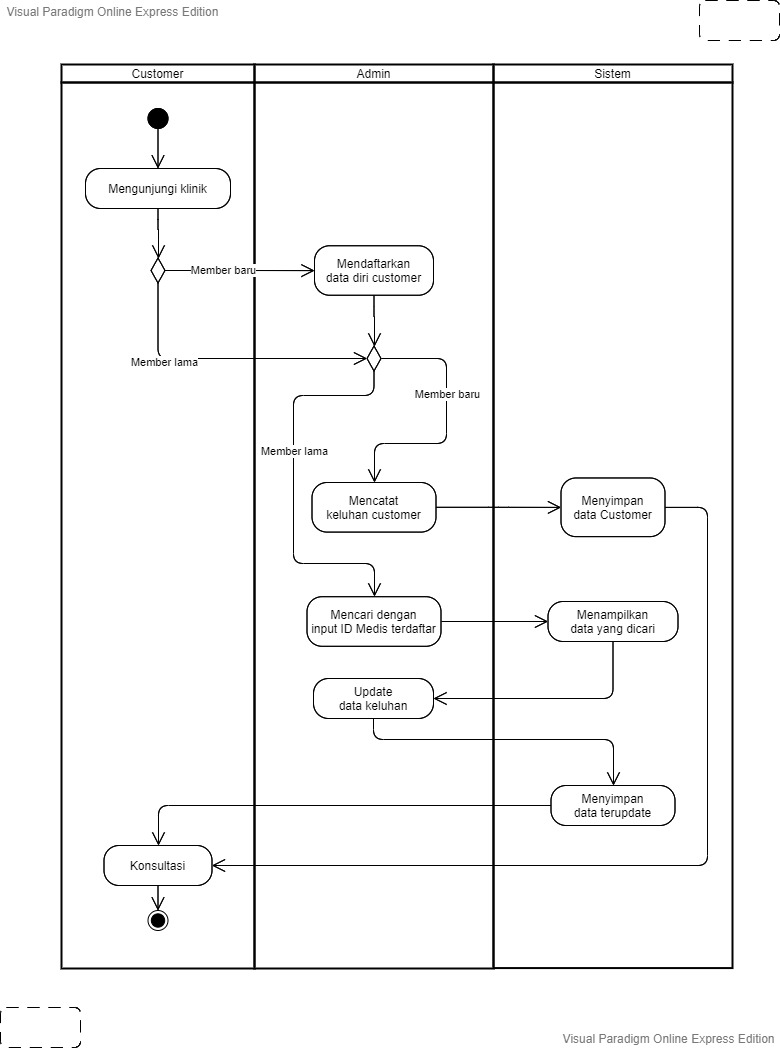 Visual Paradigm Online Express Edition
Customer
Admin
Sistem
Mengunjungi klinik
Member baru
Mendaftarkan
data diri customer
Member lama
Member baru
Member lama
Mencatat
keluhan customer
Menyimpan
data Customer
Mencari dengan
input ID Medis terdaftar
Menampilkan
data yang dicari
Update
data keluhan
Menyimpan
data terupdate
Konsultasi
Visual Paradigm Online Express Edition